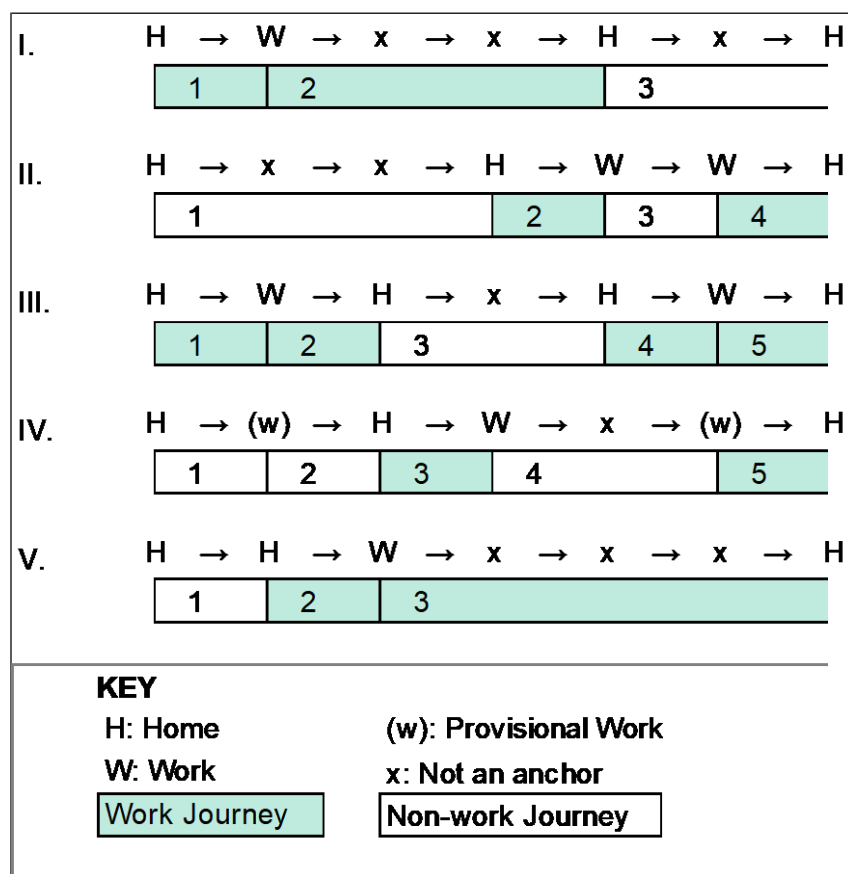 I. H → W → x → x → H → x → H
1 2 3
II. H → x → x → H → W → W → H
1 2 3 4
III. H → W → H → x → H → W → H
1 2 3 4 5
IV. H → (w) → H → W → x → (w) → H
1 2 3 4 5
V. H → H → W → x → x → x → H
1 2 3
KEY
H: Home (w): Provisional Work
W: Work x: Not an anchor
Work Journey Non-work Journey